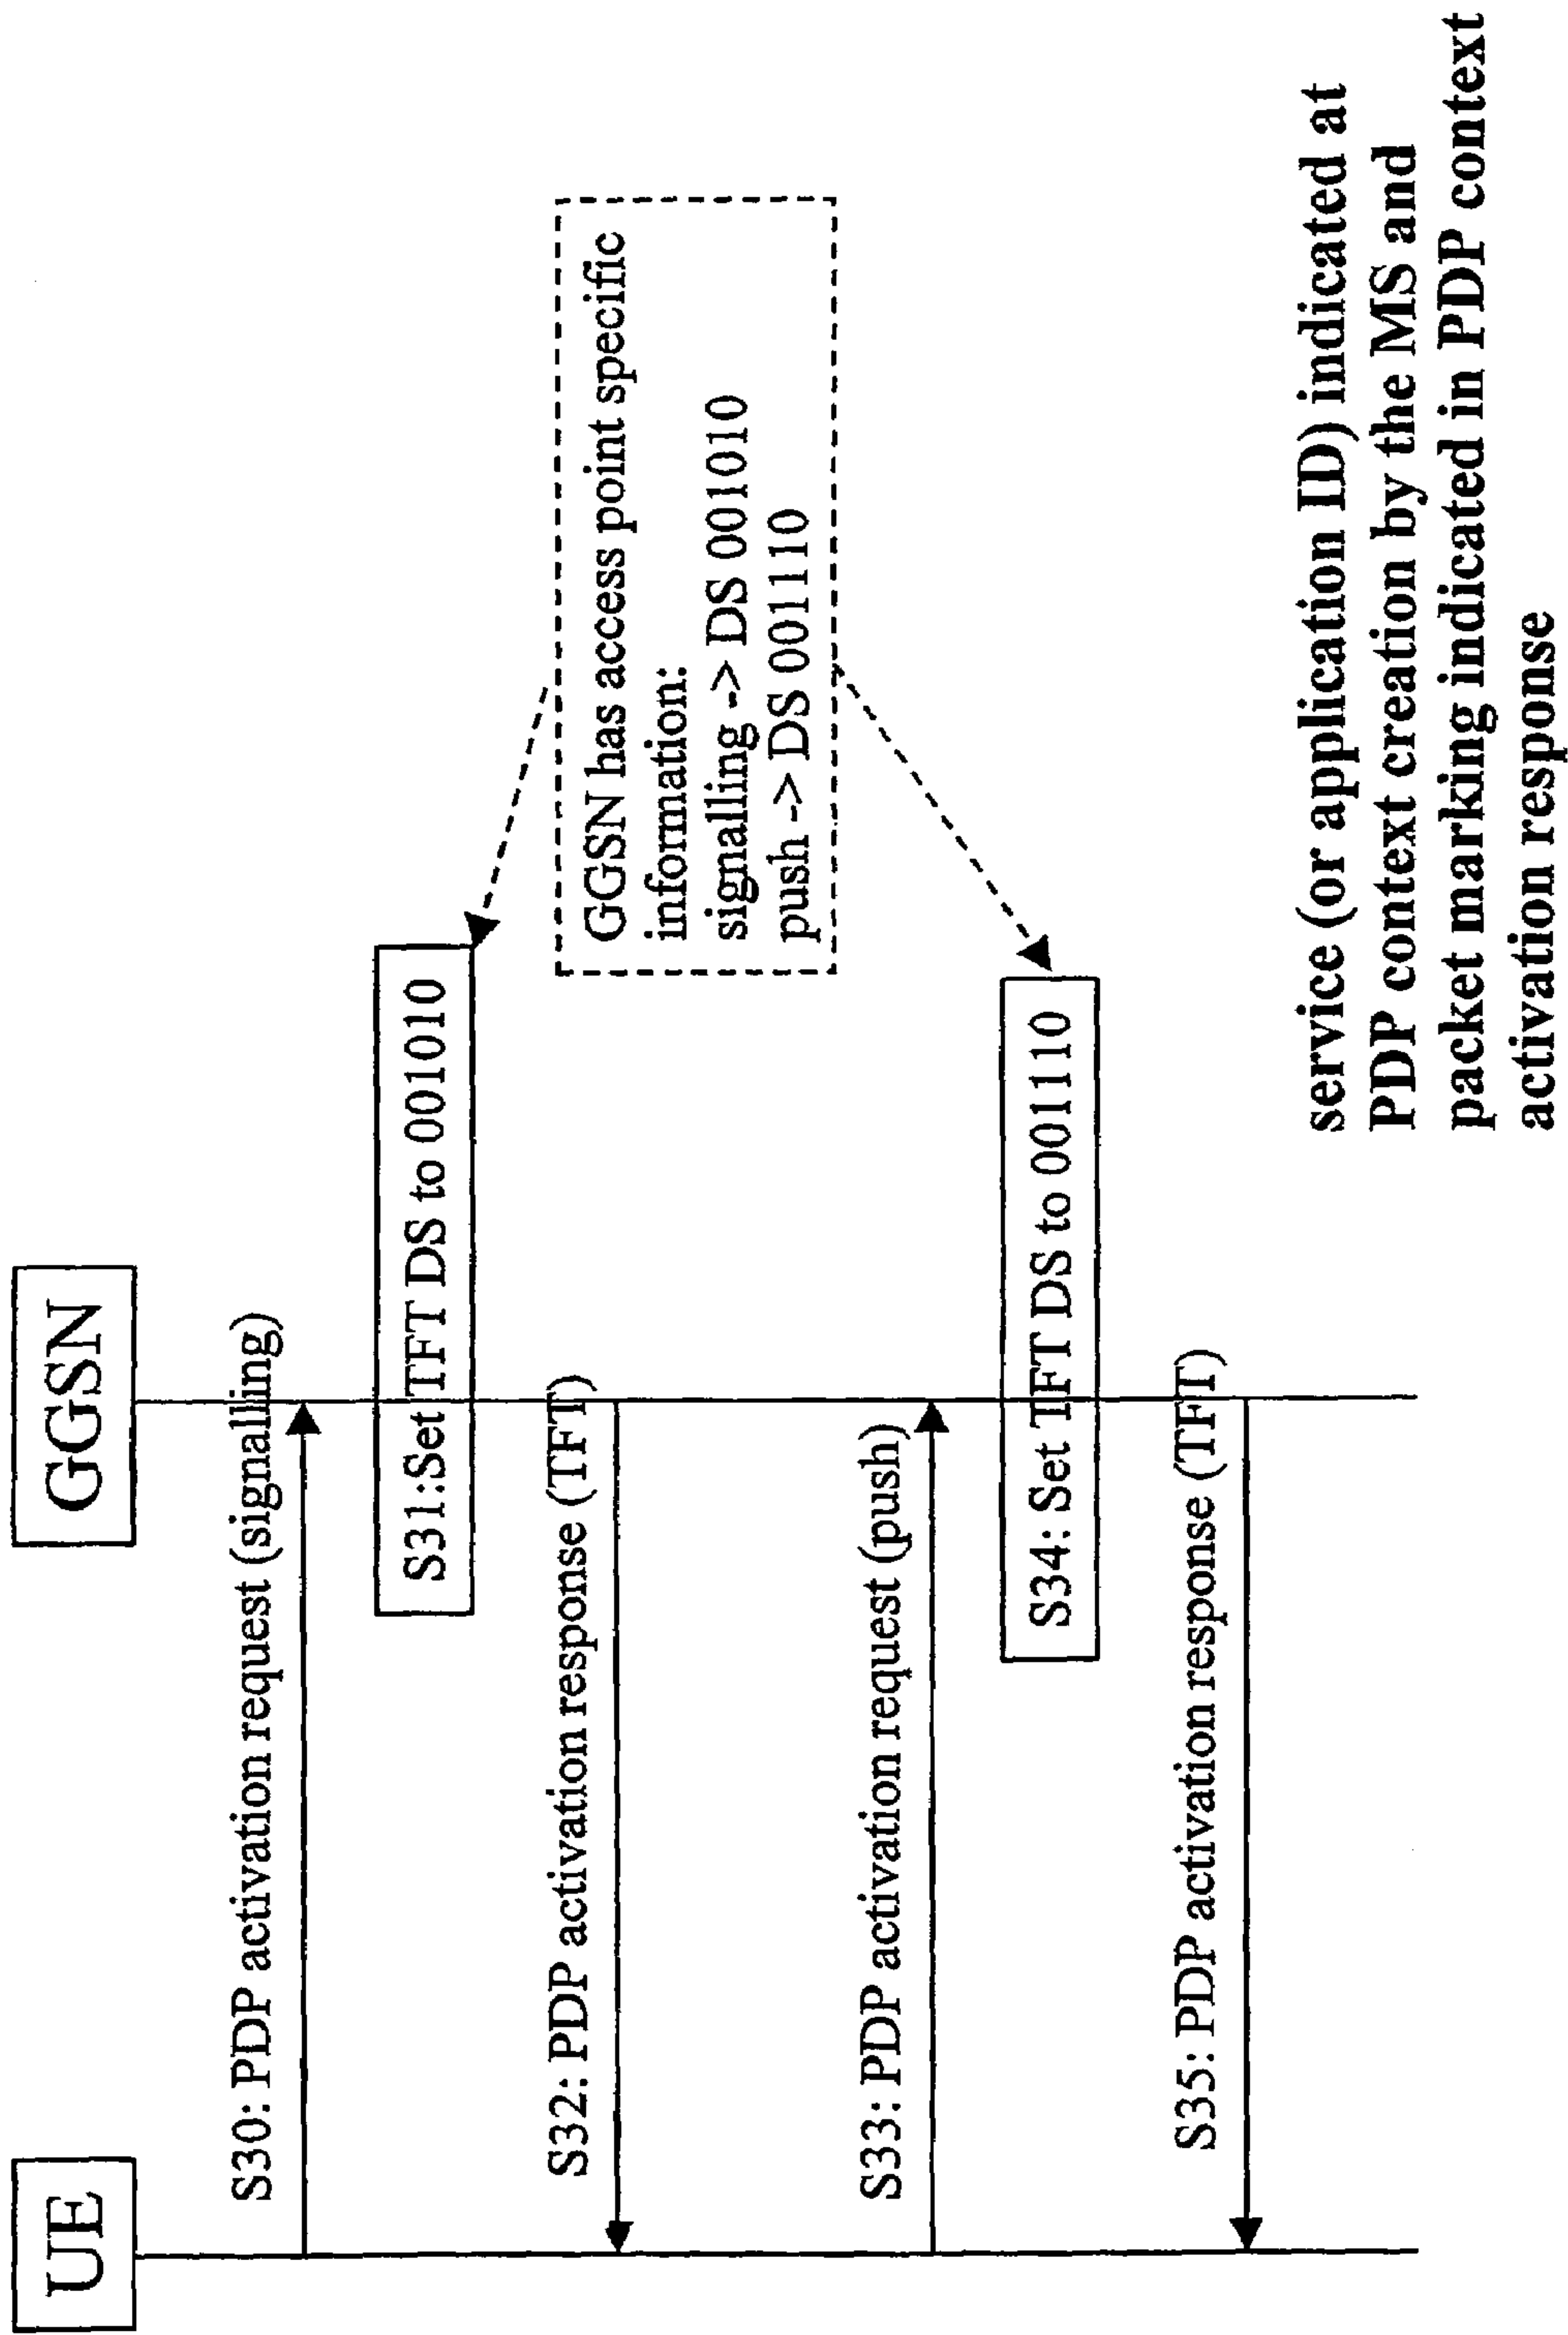 UE
GGSN
S30: PDP activation request (signalling)
S31:Set TFT DS to 001010
S32: PDP activation response (TFT)
GGSN has access point specific
information:
signalling -> DS 001010
push -> DS 001110
S33: PDP activation request (push)
S34: Set TFT DS to 001110
S35: PDP activation response (TFT)
service (or application ID) indicated at
PDP context creation by the MS and
packet marking indicated in PDP context
activation response